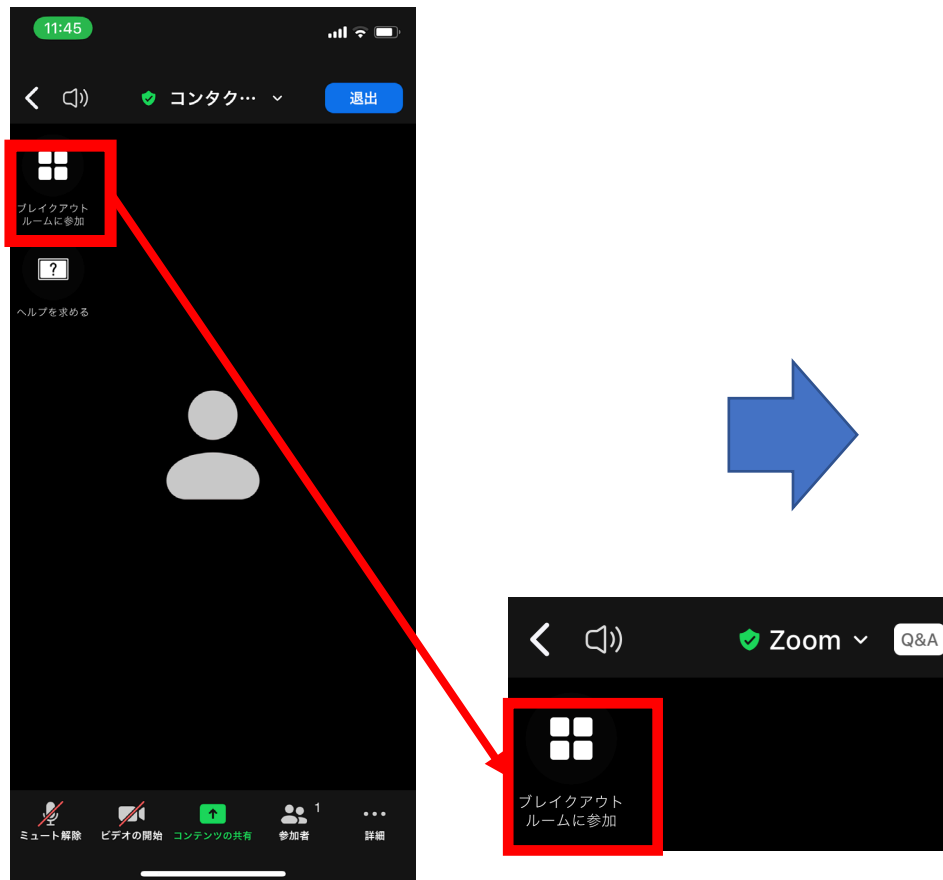 11:45
コンタク…
退出
ブレイクアウト
ルームに参加
?
ヘルプを求める
1
ミュート解除 ビデオの開始 コンテンツの共有 参加者 詳細
Zoom Q&A
ブレイクアウト
ルームに参加